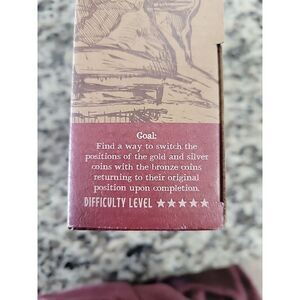 Goal:
Find a way to switch the
positions of the gold and silver
coins with the bronze coins
returning to their original
position upon completion.
DIFFICULTY LEVEL ★★★★★